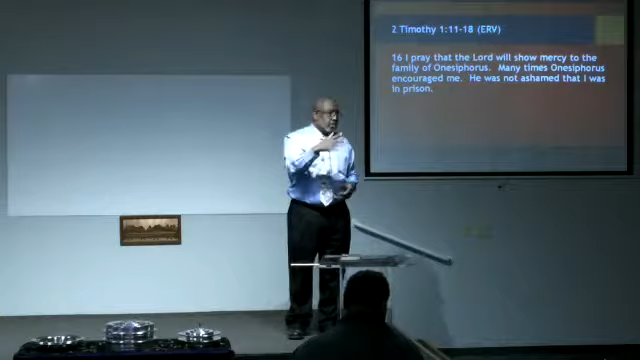 2 Timothy 1:11-18 (ERV)
16 I pray that the Lord will show mercy to the
family of Onesiphorus. Many times Onesiphorus
encouraged me. He was not ashamed that I was
in prison.